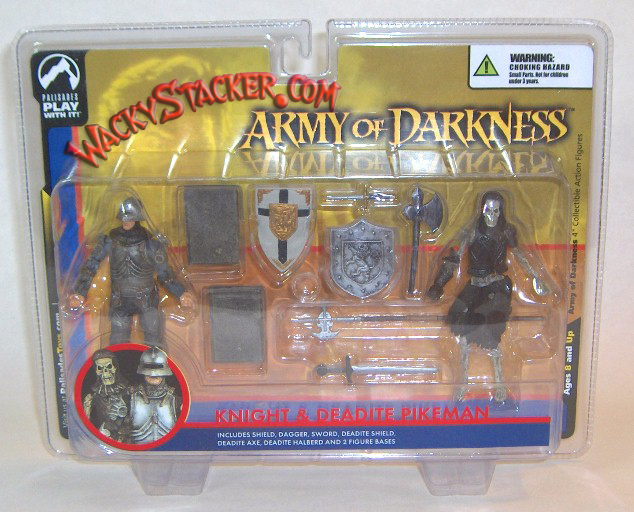 PALISADES
PLAY
WITH IT!
WACKYSTACKER.COM
WARNING:
CHOKING HAZARD
Small Parts. Not for children
under 3 years.
ARMY OF DARKNESS
Army of Darkness 4" Collectible Action Figures
Ages 8 and Up
KNIGHT & DEADITE PIKEMAN
INCLUDES SHIELD, DAGGER, SWORD, DEADITE SHIELD,
DEADITE AXE, DEADITE HALBERD AND 2 FIGURE BASES